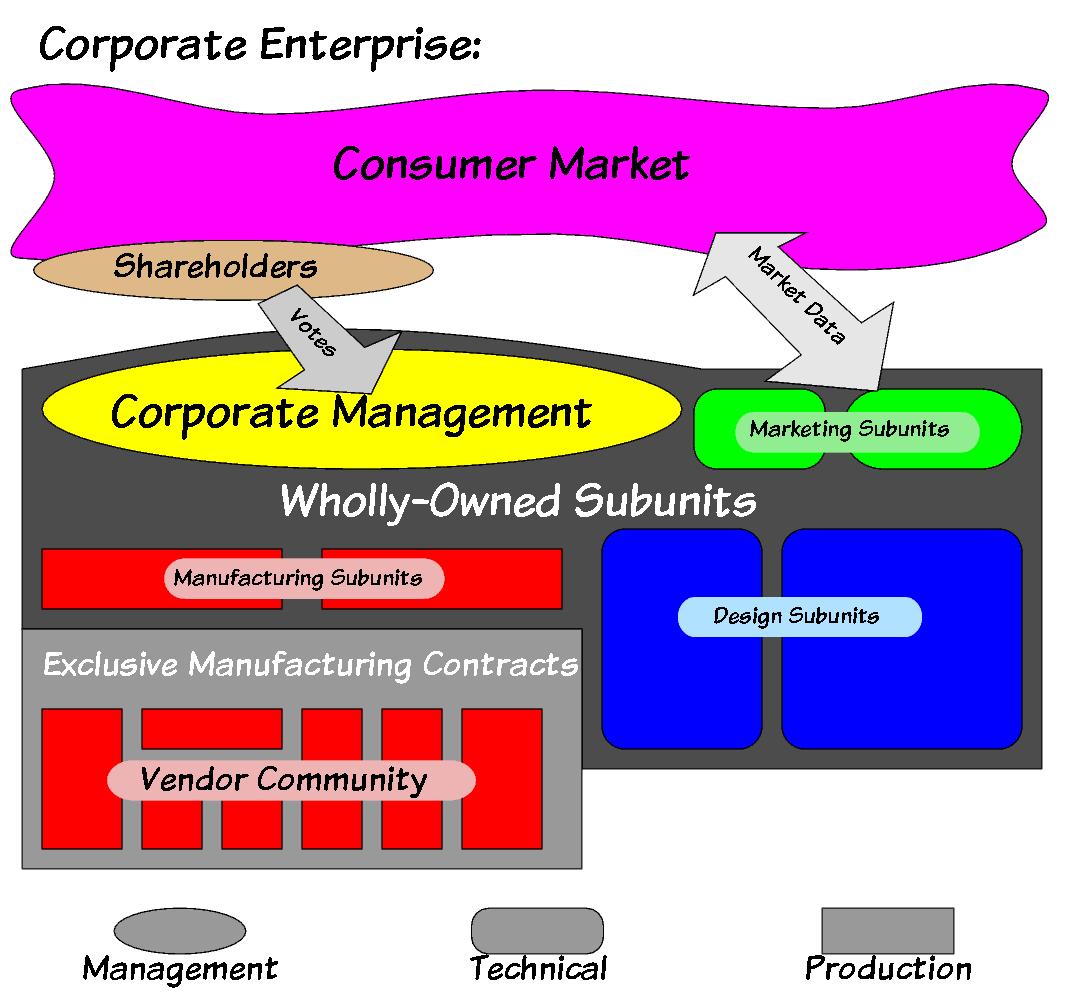 Corporate Enterprise:
Consumer Market
Shareholders
Market Data
Votes
Corporate Management
Marketing Subunits
Wholly-Owned Subunits
Manufacturing Subunits
Design Subunits
Exclusive Manufacturing Contracts
Vendor Community
Management
Technical
Production